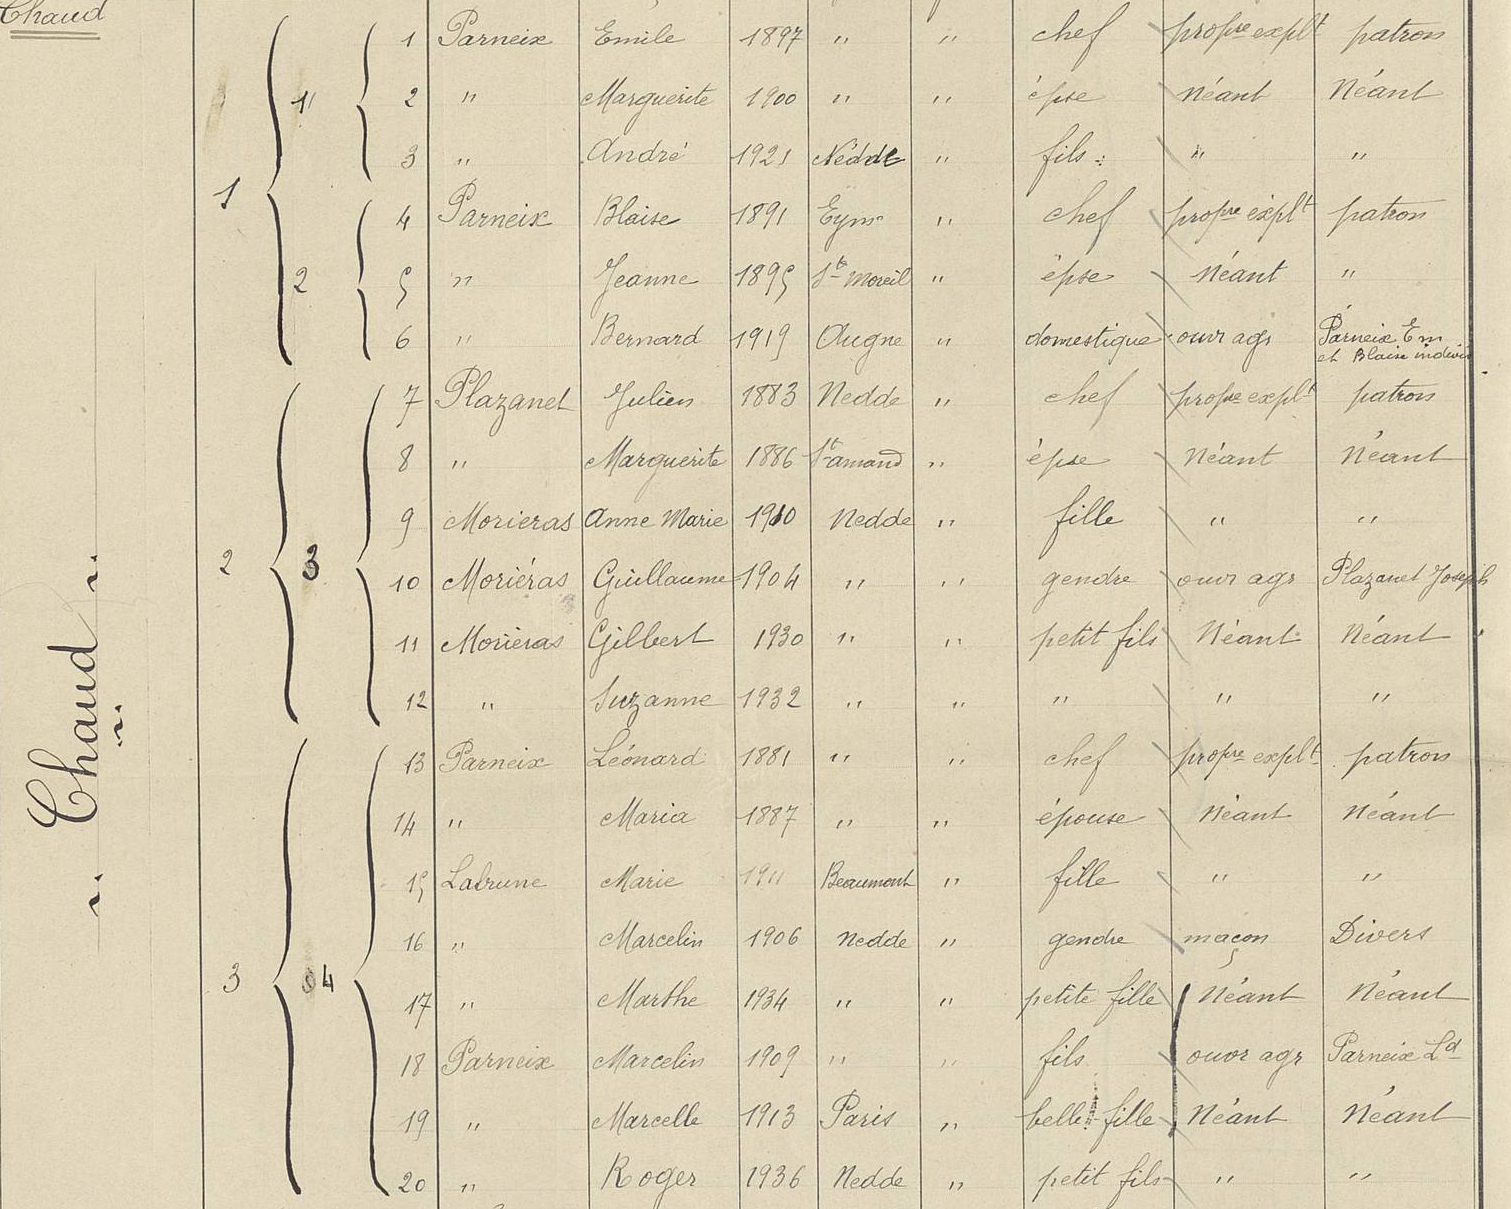 Chaud
Chaud
1 1 1 Parneix Emile 1897 " " chef propre explt patron
2 " Marguerite 1900 " " épse Néant Néant
3 " André 1921 Nedde " fils " "
2 4 Parneix Blaise 1891 Eym " chef propre explt patron
5 " Jeanne 1895 St Moreil " épse Néant "
6 " Bernard 1919 Augne " domestique ouvr agr Parneix Em
et Blaise indivis
2 3 7 Plazanet Julien 1883 Nedde " chef propre explt patron
8 " Marguerite 1886 St amand " épse Néant Néant
9 Morieras Anne Marie 1910 Nedde " fille " "
10 Moriéras Guillaume 1904 " " gendre ouvr agr Plazanet Joseph
11 Moriéras Gilbert 1930 " " petit fils Néant Néant
12 " Suzanne 1932 " " " " "
3 4 13 Parneix Léonard 1881 " " chef propre explt patron
14 " Maria 1887 " " épouse Néant Néant
15 Labrune Marie 1911 Beaumont " fille " "
16 " Marcelin 1906 Nedde " gendre maçon Divers
17 " Marthe 1934 " " petite fille Néant Néant
18 Parneix Marcelin 1909 " " fils ouvr agr Parneix Ld
19 " Marcelle 1913 Paris " belle-fille Néant Néant
20 " Roger 1936 Nedde " petit fils " "